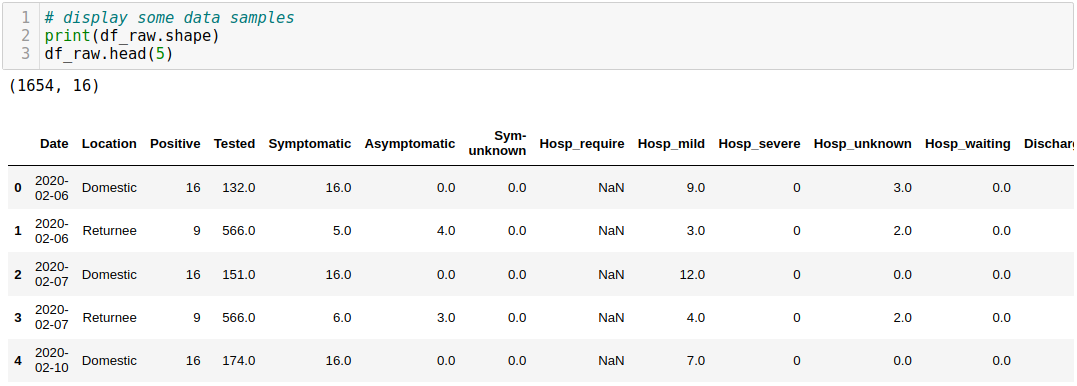 1 # display some data samples
2 print(df_raw.shape)
3 df_raw.head(5)
(1654, 16)
Date Location Positive Tested Symptomatic Asymptomatic Sym-unknown Hosp_require Hosp_mild Hosp_severe Hosp_unknown Hosp_waiting
0 2020-02-06 Domestic 16 132.0 16.0 0.0 0.0 NaN 9.0 0 3.0 0.0
1 2020-02-06 Returnee 9 566.0 5.0 4.0 0.0 NaN 3.0 0 2.0 0.0
2 2020-02-07 Domestic 16 151.0 16.0 0.0 0.0 NaN 12.0 0 0.0 0.0
3 2020-02-07 Returnee 9 566.0 6.0 3.0 0.0 NaN 4.0 0 2.0 0.0
4 2020-02-10 Domestic 16 174.0 16.0 0.0 0.0 NaN 7.0 0 0.0 0.0